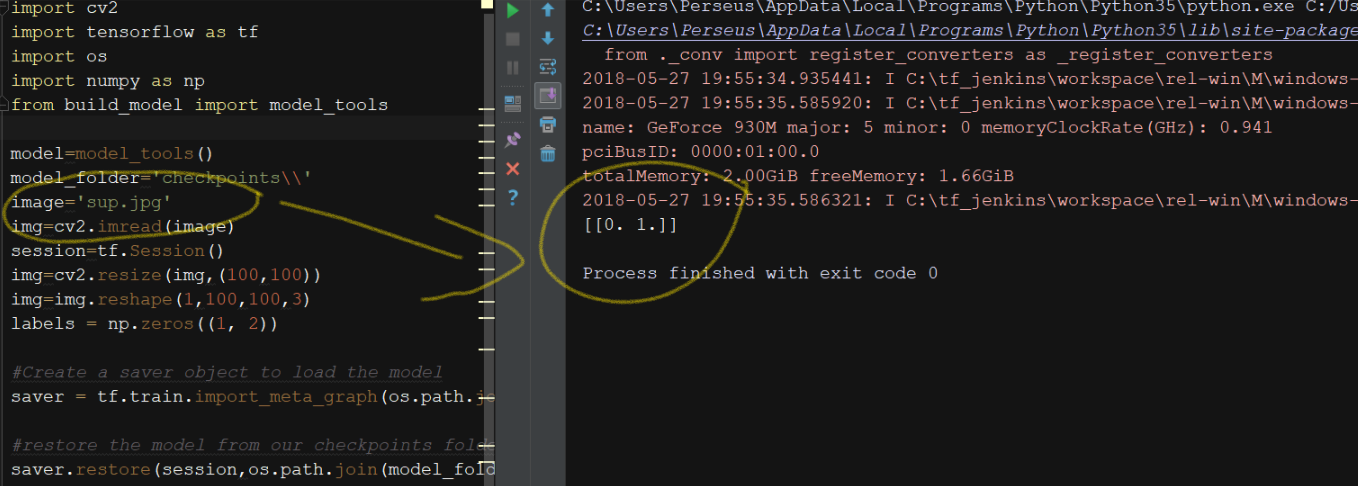 import cv2
import tensorflow as tf
import os
import numpy as np
from build_model import model_tools
model=model_tools()
model_folder='checkpoints\\'
image='sup.jpg'
img=cv2.imread(image)
session=tf.Session()
img=cv2.resize(img,(100,100))
img=img.reshape(1,100,100,3)
labels = np.zeros((1, 2))
#Create a saver object to load the model
saver = tf.train.import_meta_graph(os.path.jo
#restore the model from our checkpoints folde
saver.restore(session,os.path.join(model_fold
C:\Users\Perseus\AppData\Local\Programs\Python\Python35\python.exe C:/Us
C:\Users\Perseus\AppData\Local\Programs\Python\Python35\lib\site-package
from ._conv import register_converters as _register_converters
2018-05-27 19:55:34.935441: I C:\tf_jenkins\workspace\rel-win\M\windows-
2018-05-27 19:55:35.585920: I C:\tf_jenkins\workspace\rel-win\M\windows-
name: GeForce 930M major: 5 minor: 0 memoryClockRate(GHz): 0.941
pciBusID: 0000:01:00.0
totalMemory: 2.00GiB freeMemory: 1.66GiB
2018-05-27 19:55:35.586321: I C:\tf_jenkins\workspace\rel-win\M\windows-
[[0. 1.]]
Process finished with exit code 0